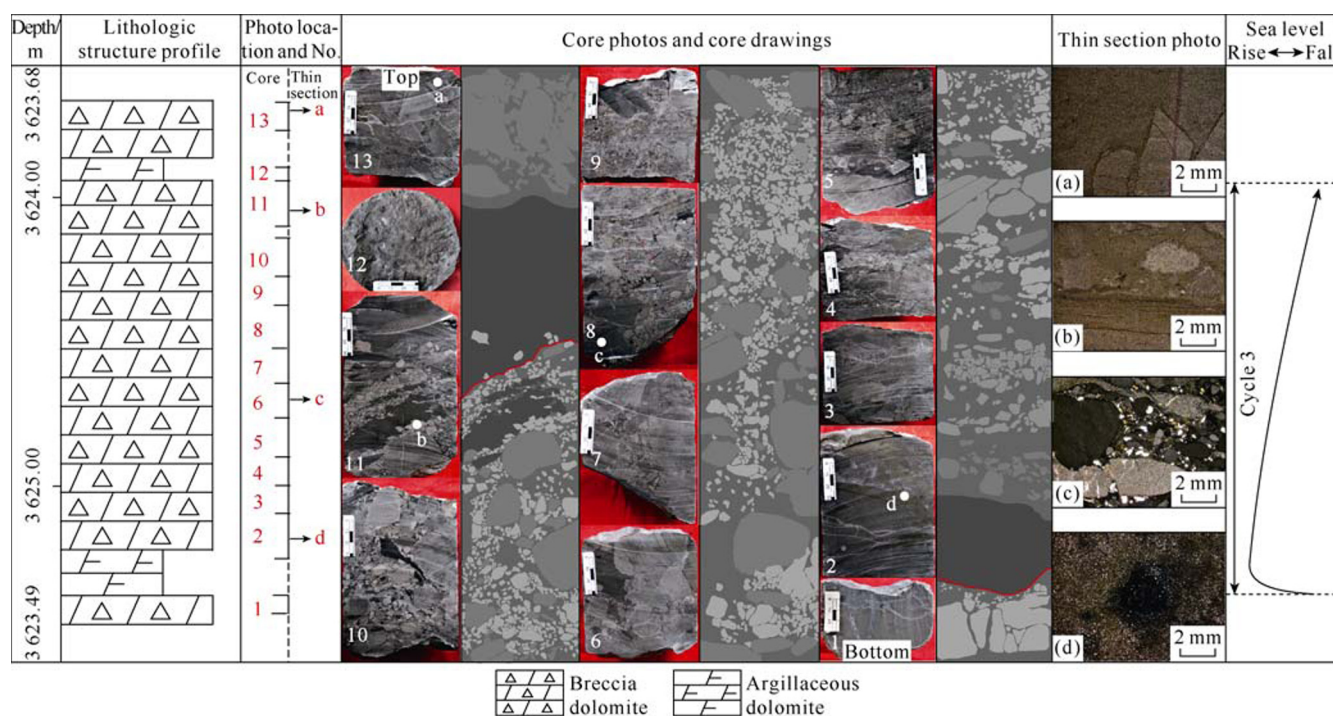 Depth/
m
Lithologic
structure profile
Photo loca-
tion and No.
Core photos and core drawings
Thin section photo
Sea level
Rise Fal
Core
Thin
section
3 623.68
3 624.00
3 625.00
3 623.49
13
12
11
10
9
8
7
6
5
4
3
2
1
a
b
c
d
Top
a
13
12
b
11
10
9
8
c
7
6
5
4
3
d
2
1
Bottom
(a)
2 mm
(b)
2 mm
(c)
2 mm
(d)
2 mm
Cycle 3
Breccia
dolomite
Argillaceous
dolomite